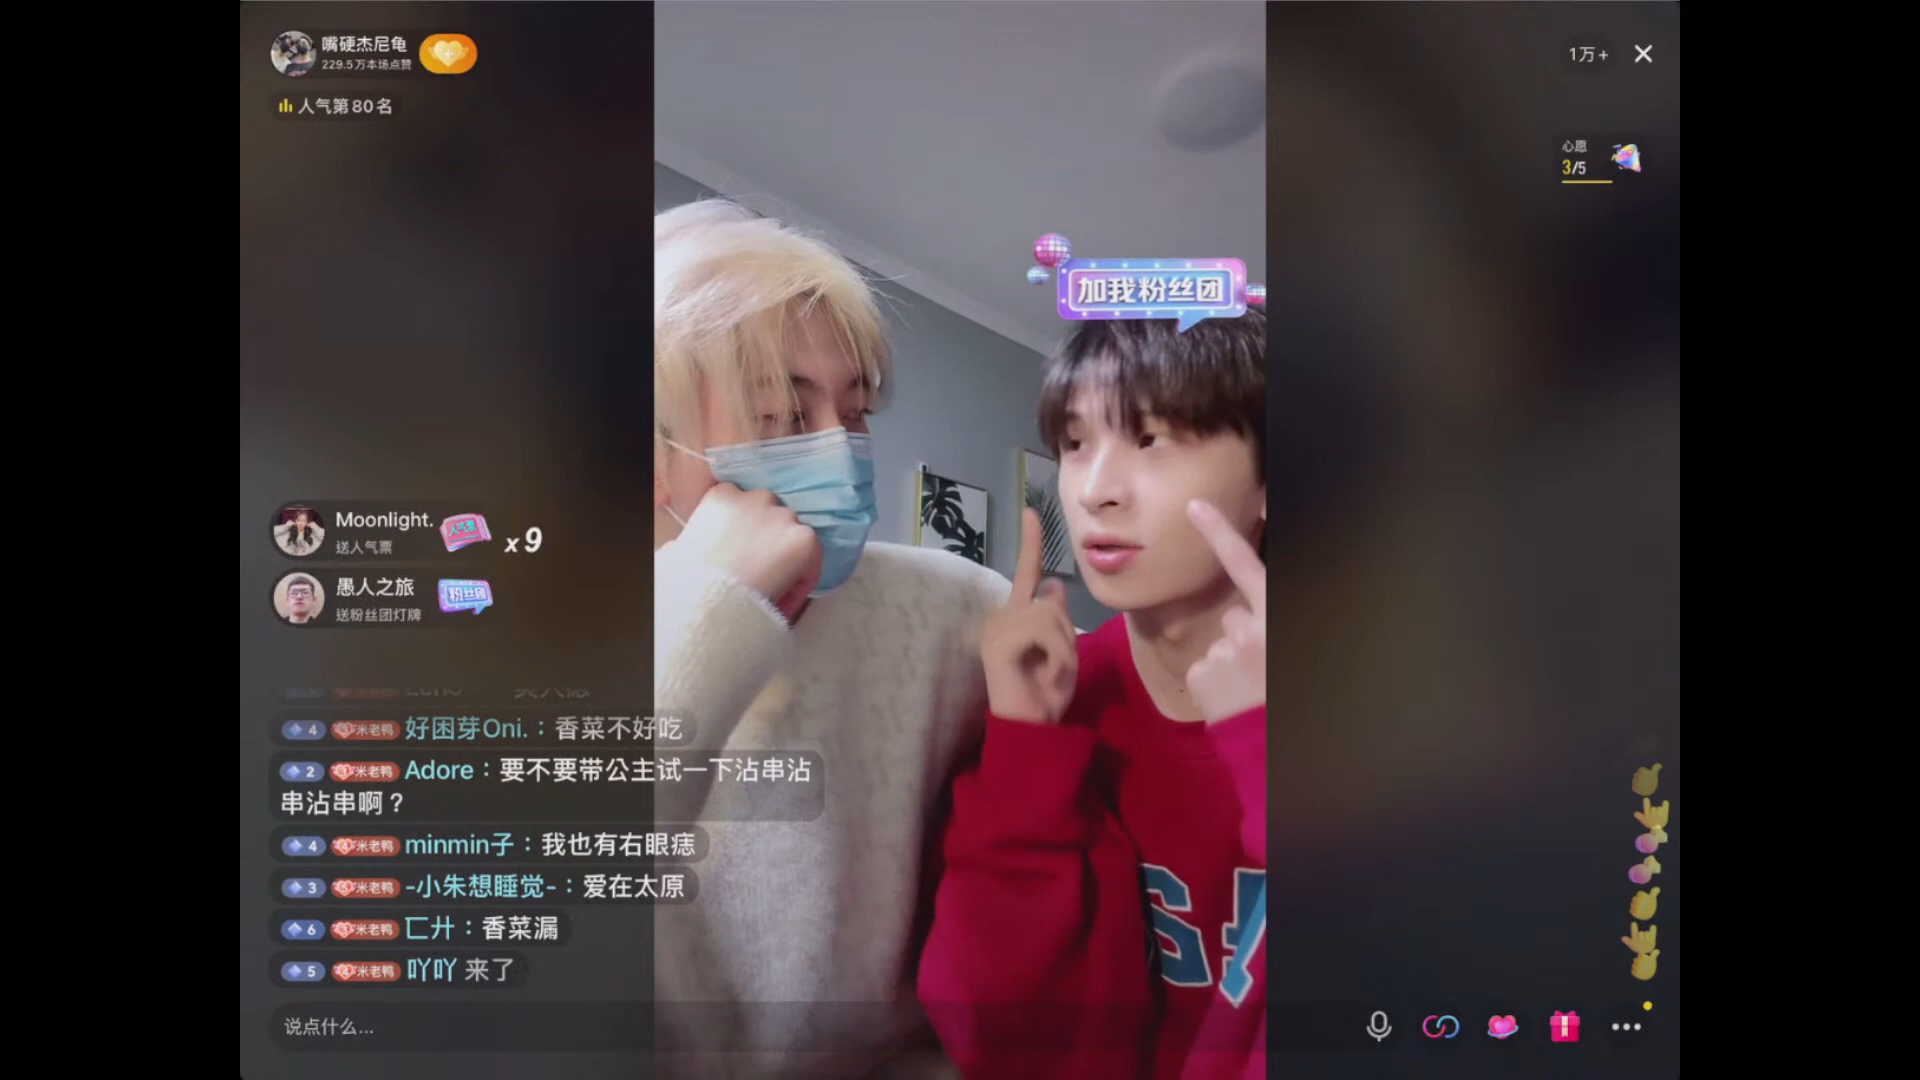 嘴硬杰尼龟
229.5万本场点赞
人气第80名
1万+
心愿
3/5
加我粉丝团
Moonlight.
送人气票
x9
愚人之旅
送粉丝团灯牌
粉丝团
4 米老鸭 好困芽Oni.：香菜不好吃
2 米老鸭 Adore：要不要带公主试一下沾串沾
串沾串啊？
4 米老鸭 minmin子：我也有右眼痣
3 米老鸭 -小朱想睡觉-：爱在太原
6 米老鸭 匸廾：香菜漏
5 米老鸭 吖吖 来了
说点什么...